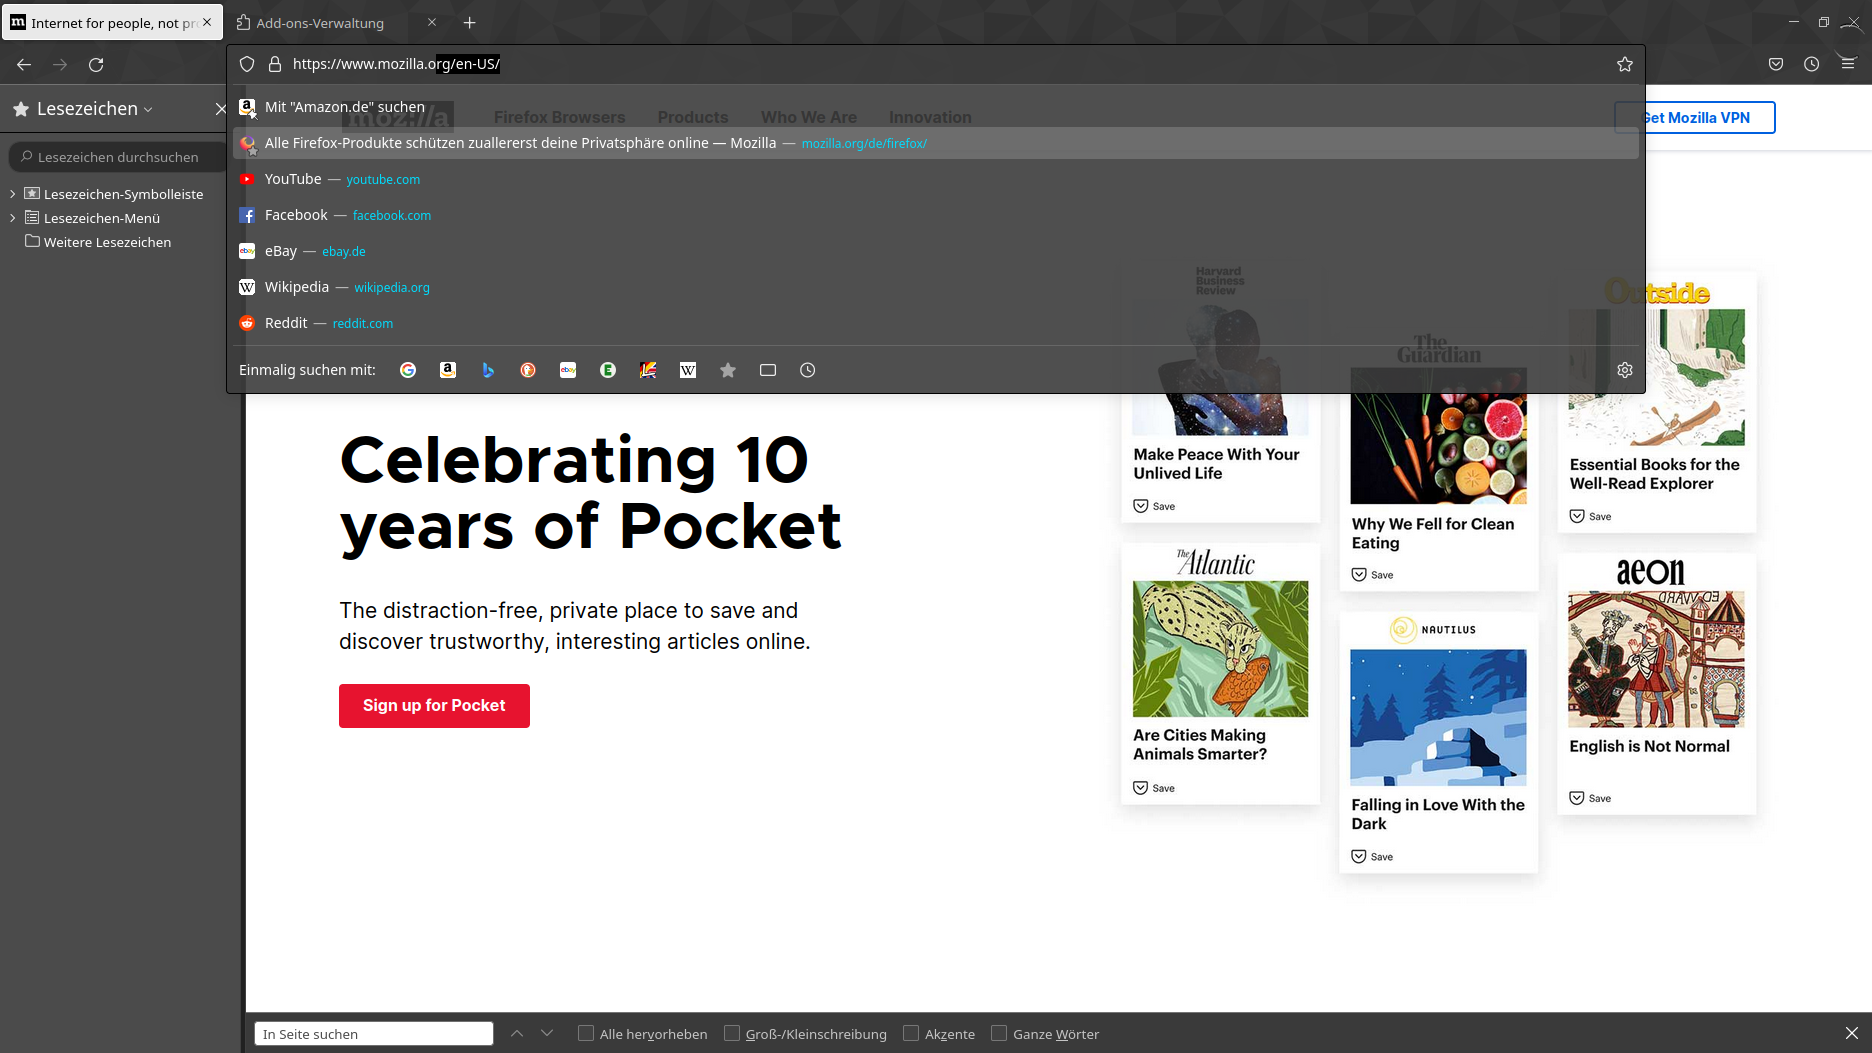 Internet for people, not pr
Add-ons-Verwaltung
https://www.mozilla.org/en-US/
Lesezeichen
Lesezeichen durchsuchen
Lesezeichen-Symbolleiste
Lesezeichen-Menü
Weitere Lesezeichen
Mit "Amazon.de" suchen
moz://a
Firefox Browsers
Products
Who We Are
Innovation
Get Mozilla VPN
Alle Firefox-Produkte schützen zuallererst deine Privatsphäre online — Mozilla — mozilla.org/de/firefox/
YouTube — youtube.com
Facebook — facebook.com
eBay — ebay.de
Wikipedia — wikipedia.org
Reddit — reddit.com
Einmalig suchen mit:
Celebrating 10
years of Pocket
The distraction-free, private place to save and
discover trustworthy, interesting articles online.
Sign up for Pocket
Harvard
Business
Review
Make Peace With Your
Unlived Life
Save
The Atlantic
Are Cities Making
Animals Smarter?
Save
The
Guardian
Why We Fell for Clean
Eating
Save
NAUTILUS
Falling in Love With the
Dark
Save
Outside
Essential Books for the
Well-Read Explorer
Save
aeon
English is Not Normal
Save
In Seite suchen
Alle hervorheben
Groß-/Kleinschreibung
Akzente
Ganze Wörter